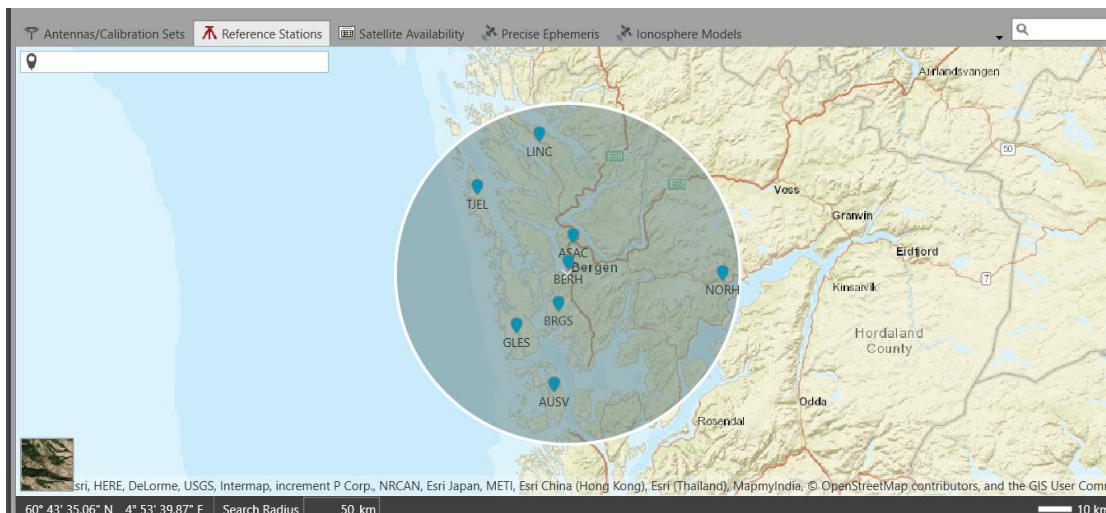 Antennas/Calibration Sets Reference Stations Satellite Availability Precise Ephemeris Ionosphere Models
Aurlandsvangen
LINC
E39
50
E16
TJEL
Voss
Granvin
ASAC
Eidfjord
Bergen
BERH
7
NORH
Kinsarvik
BRGS
GLES
Hordaland
County
AUSV
Odda
Rosendal
Esri, HERE, DeLorme, USGS, Intermap, increment P Corp., NRCAN, Esri Japan, METI, Esri China (Hong Kong), Esri (Thailand), MapmyIndia, © OpenStreetMap contributors, and the GIS User Com
60° 43' 35.06" N 4° 53' 39.87" E Search Radius 50 km 10 km